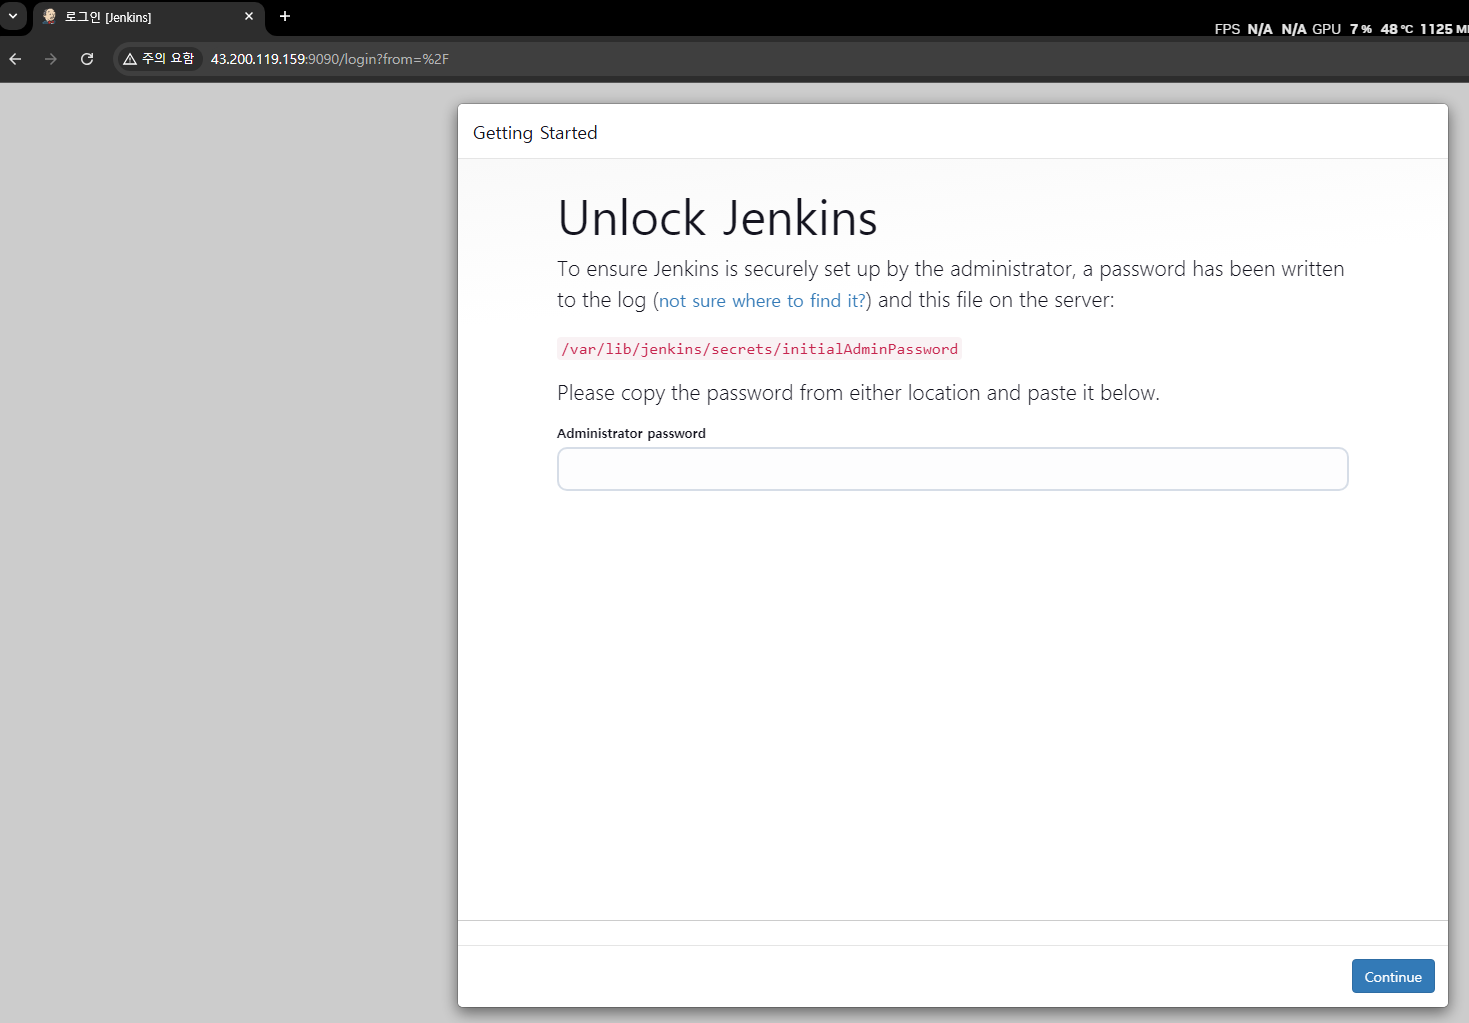 로그인 [Jenkins]
FPS N/A N/A GPU 7 % 48 °C 1125
주의 요함 43.200.119.159:9090/login?from=%2F
Getting Started
Unlock Jenkins
To ensure Jenkins is securely set up by the administrator, a password has been written
to the log (not sure where to find it?) and this file on the server:
/var/lib/jenkins/secrets/initialAdminPassword
Please copy the password from either location and paste it below.
Administrator password
Continue